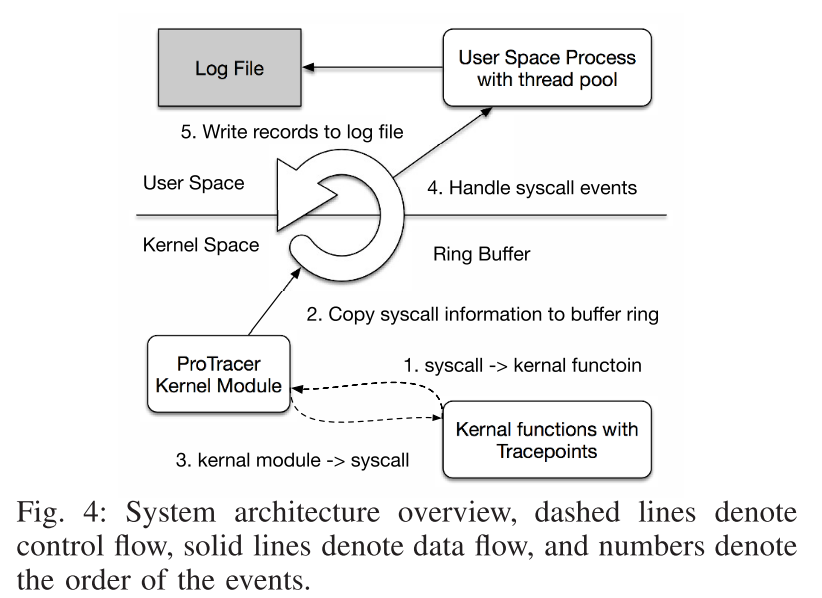 Log File
User Space Process
with thread pool
5. Write records to log file
User Space
4. Handle syscall events
Kernel Space
Ring Buffer
2. Copy syscall information to buffer ring
ProTracer
Kernel Module
1. syscall -> kernal functoin
Kernal functions with
Tracepoints
3. kernal module -> syscall
Fig. 4: System architecture overview, dashed lines denote
control flow, solid lines denote data flow, and numbers denote
the order of the events.